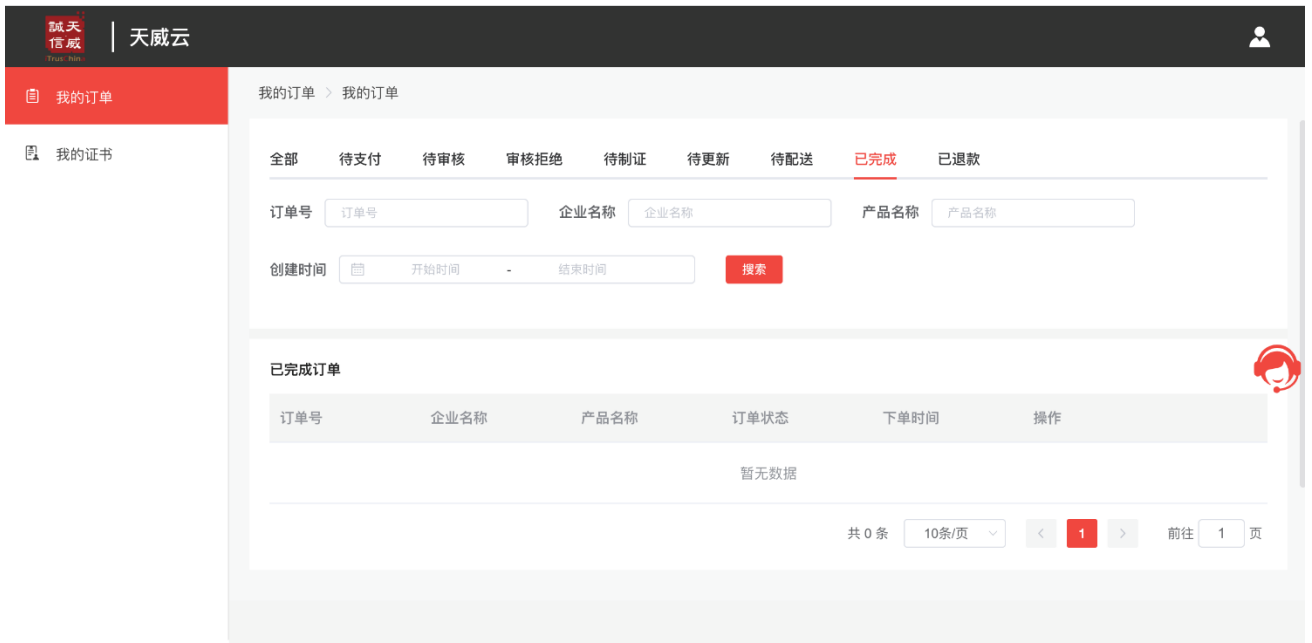 誠天
信威
天威云
我的订单
我的证书
我的订单 > 我的订单
全部 待支付 待审核 审核拒绝 待制证 待更新 待配送 已完成 已退款
订单号 订单号 企业名称 企业名称 产品名称 产品名称
创建时间 开始时间 - 结束时间 搜索
已完成订单
订单号 企业名称 产品名称 订单状态 下单时间 操作
暂无数据
共 0 条 10条/页 < 1 > 前往 1 页